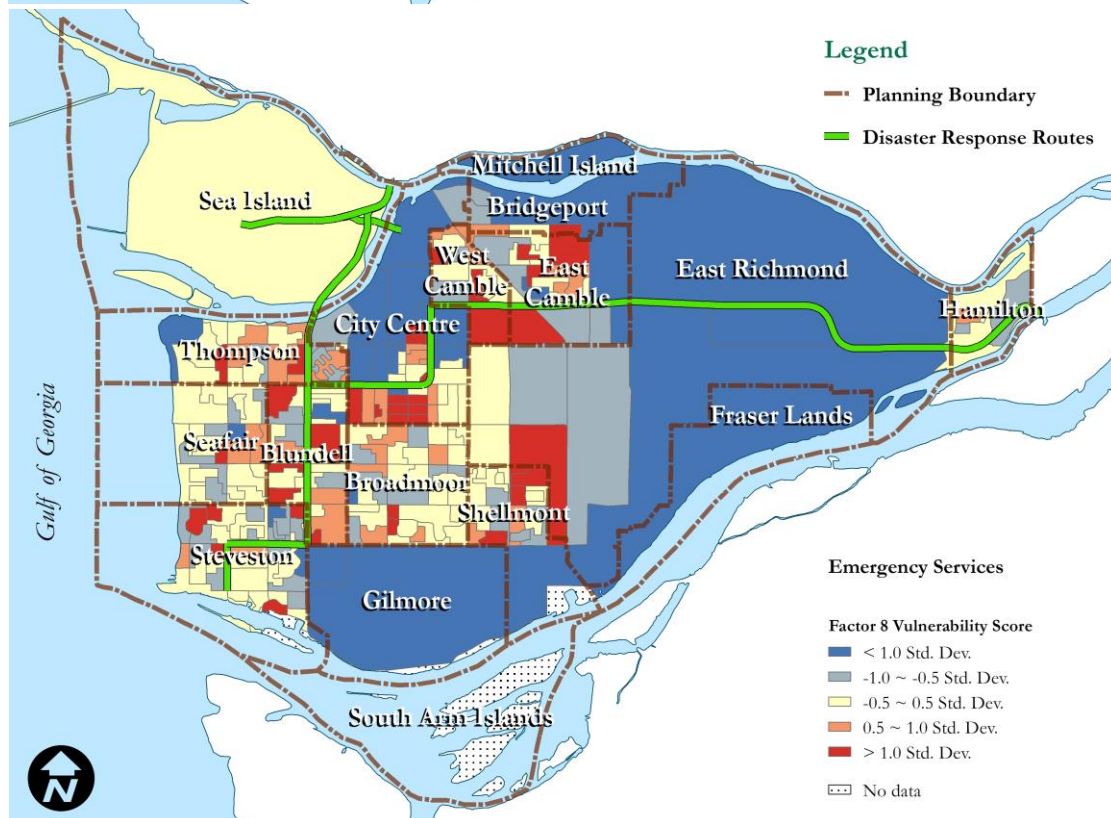 Legend
Planning Boundary
Disaster Response Routes
Mitchell Island
Sea Island
Bridgeport
West
Camble
East
Camble
East Richmond
Hamilton
City Centre
Thompson
Fraser Lands
Gulf of Georgia
Seafair
Blundell
Broadmoor
Shellmont
Steveston
Gilmore
South Arm Islands
Emergency Services
Factor 8 Vulnerability Score
< 1.0 Std. Dev.
-1.0 ~ -0.5 Std. Dev.
-0.5 ~ 0.5 Std. Dev.
0.5 ~ 1.0 Std. Dev.
> 1.0 Std. Dev.
No data
N